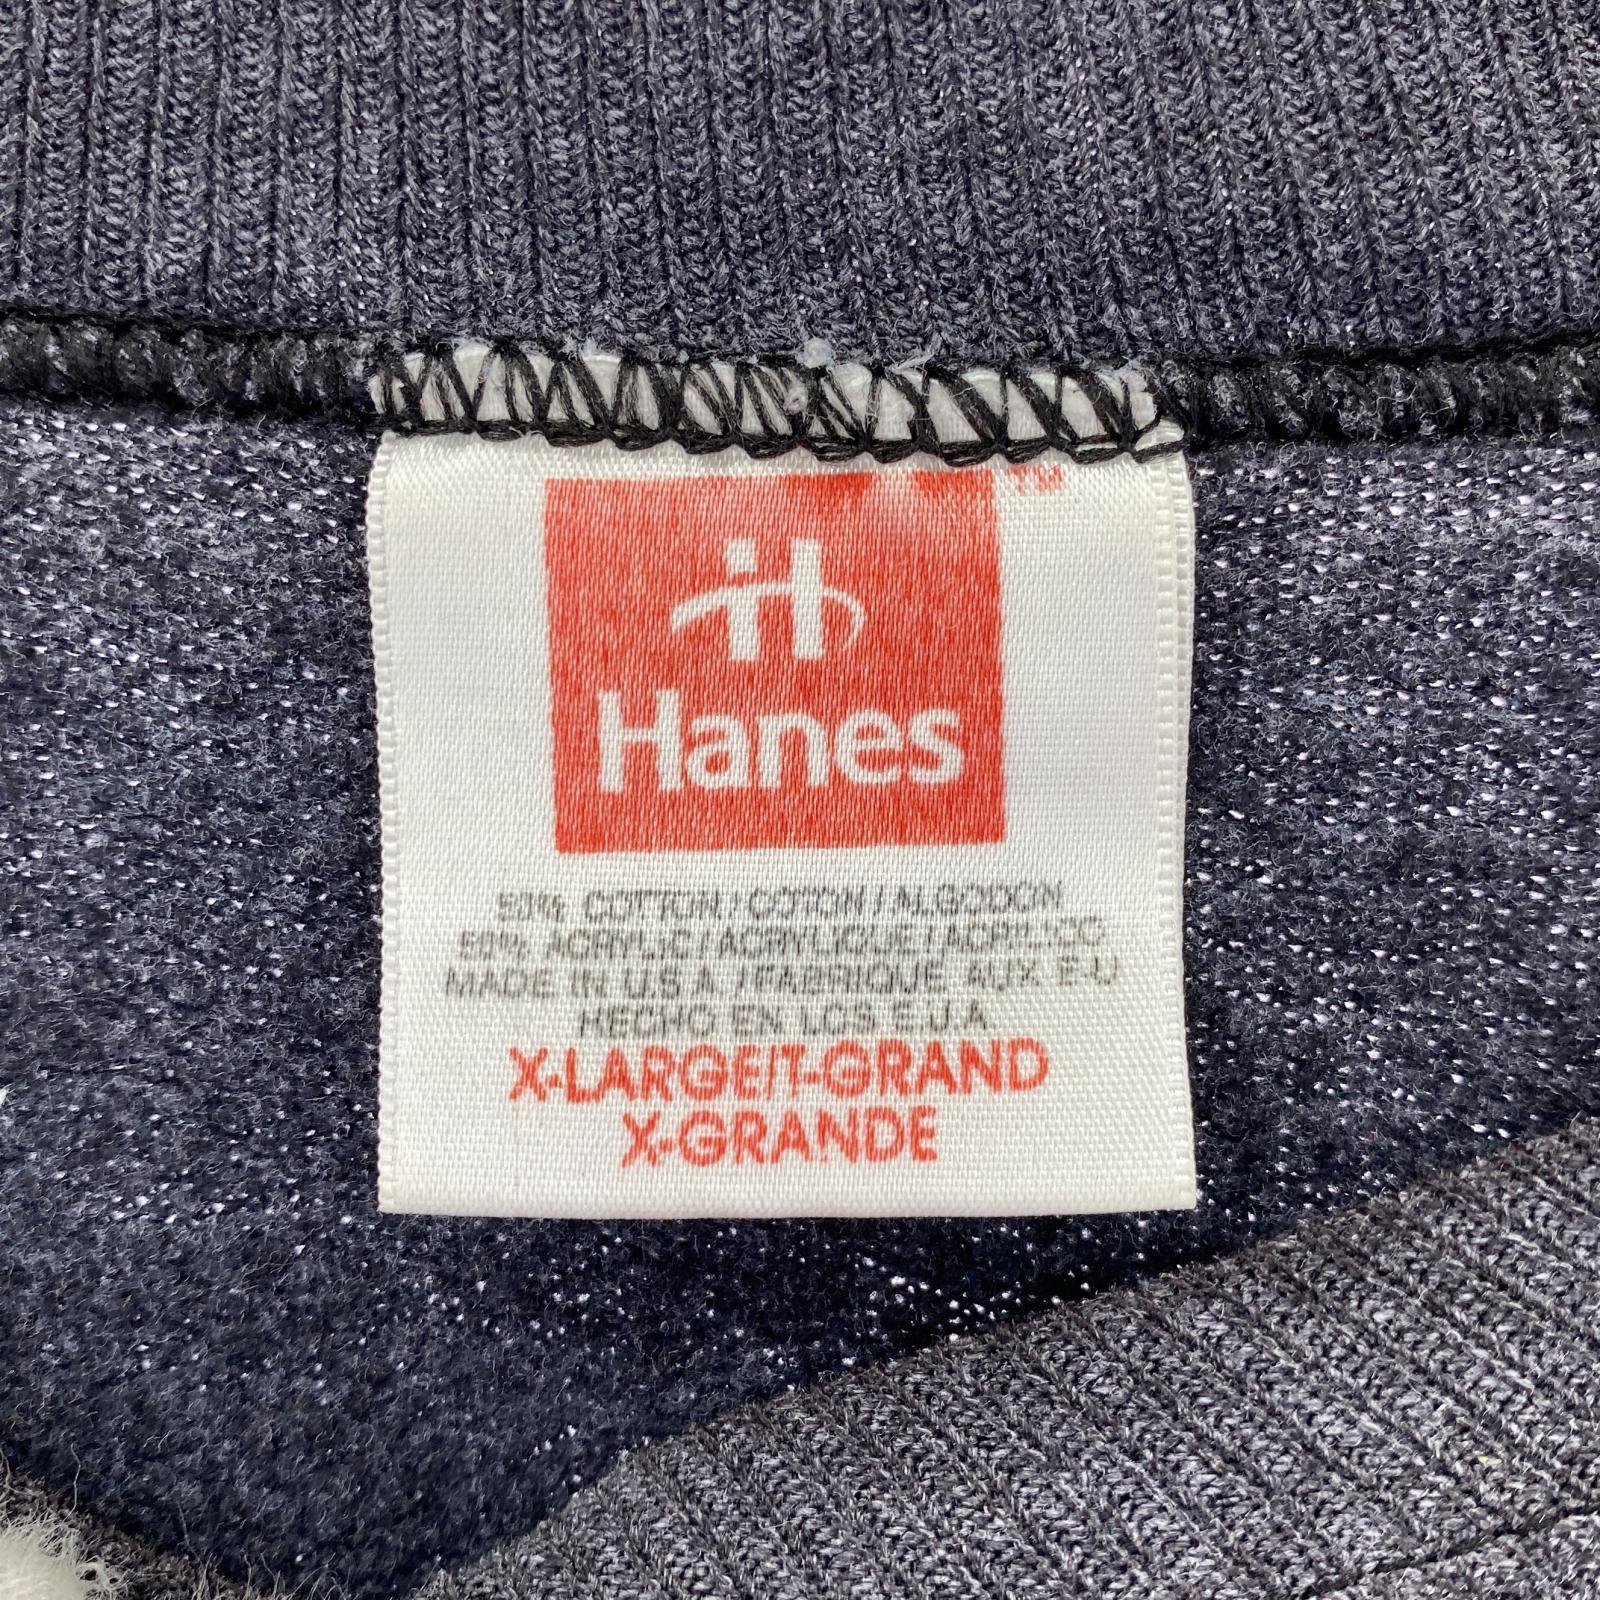 TM
H
Hanes
50% COTTON / COTON / ALGODON
50% ACRYLIC / ACRYLIQUE / ACRILICO
MADE IN U.S.A. / FABRIQUE AUX E-U
HECHO EN LOS E.U.A.
X-LARGE/T-GRAND
X-GRANDE